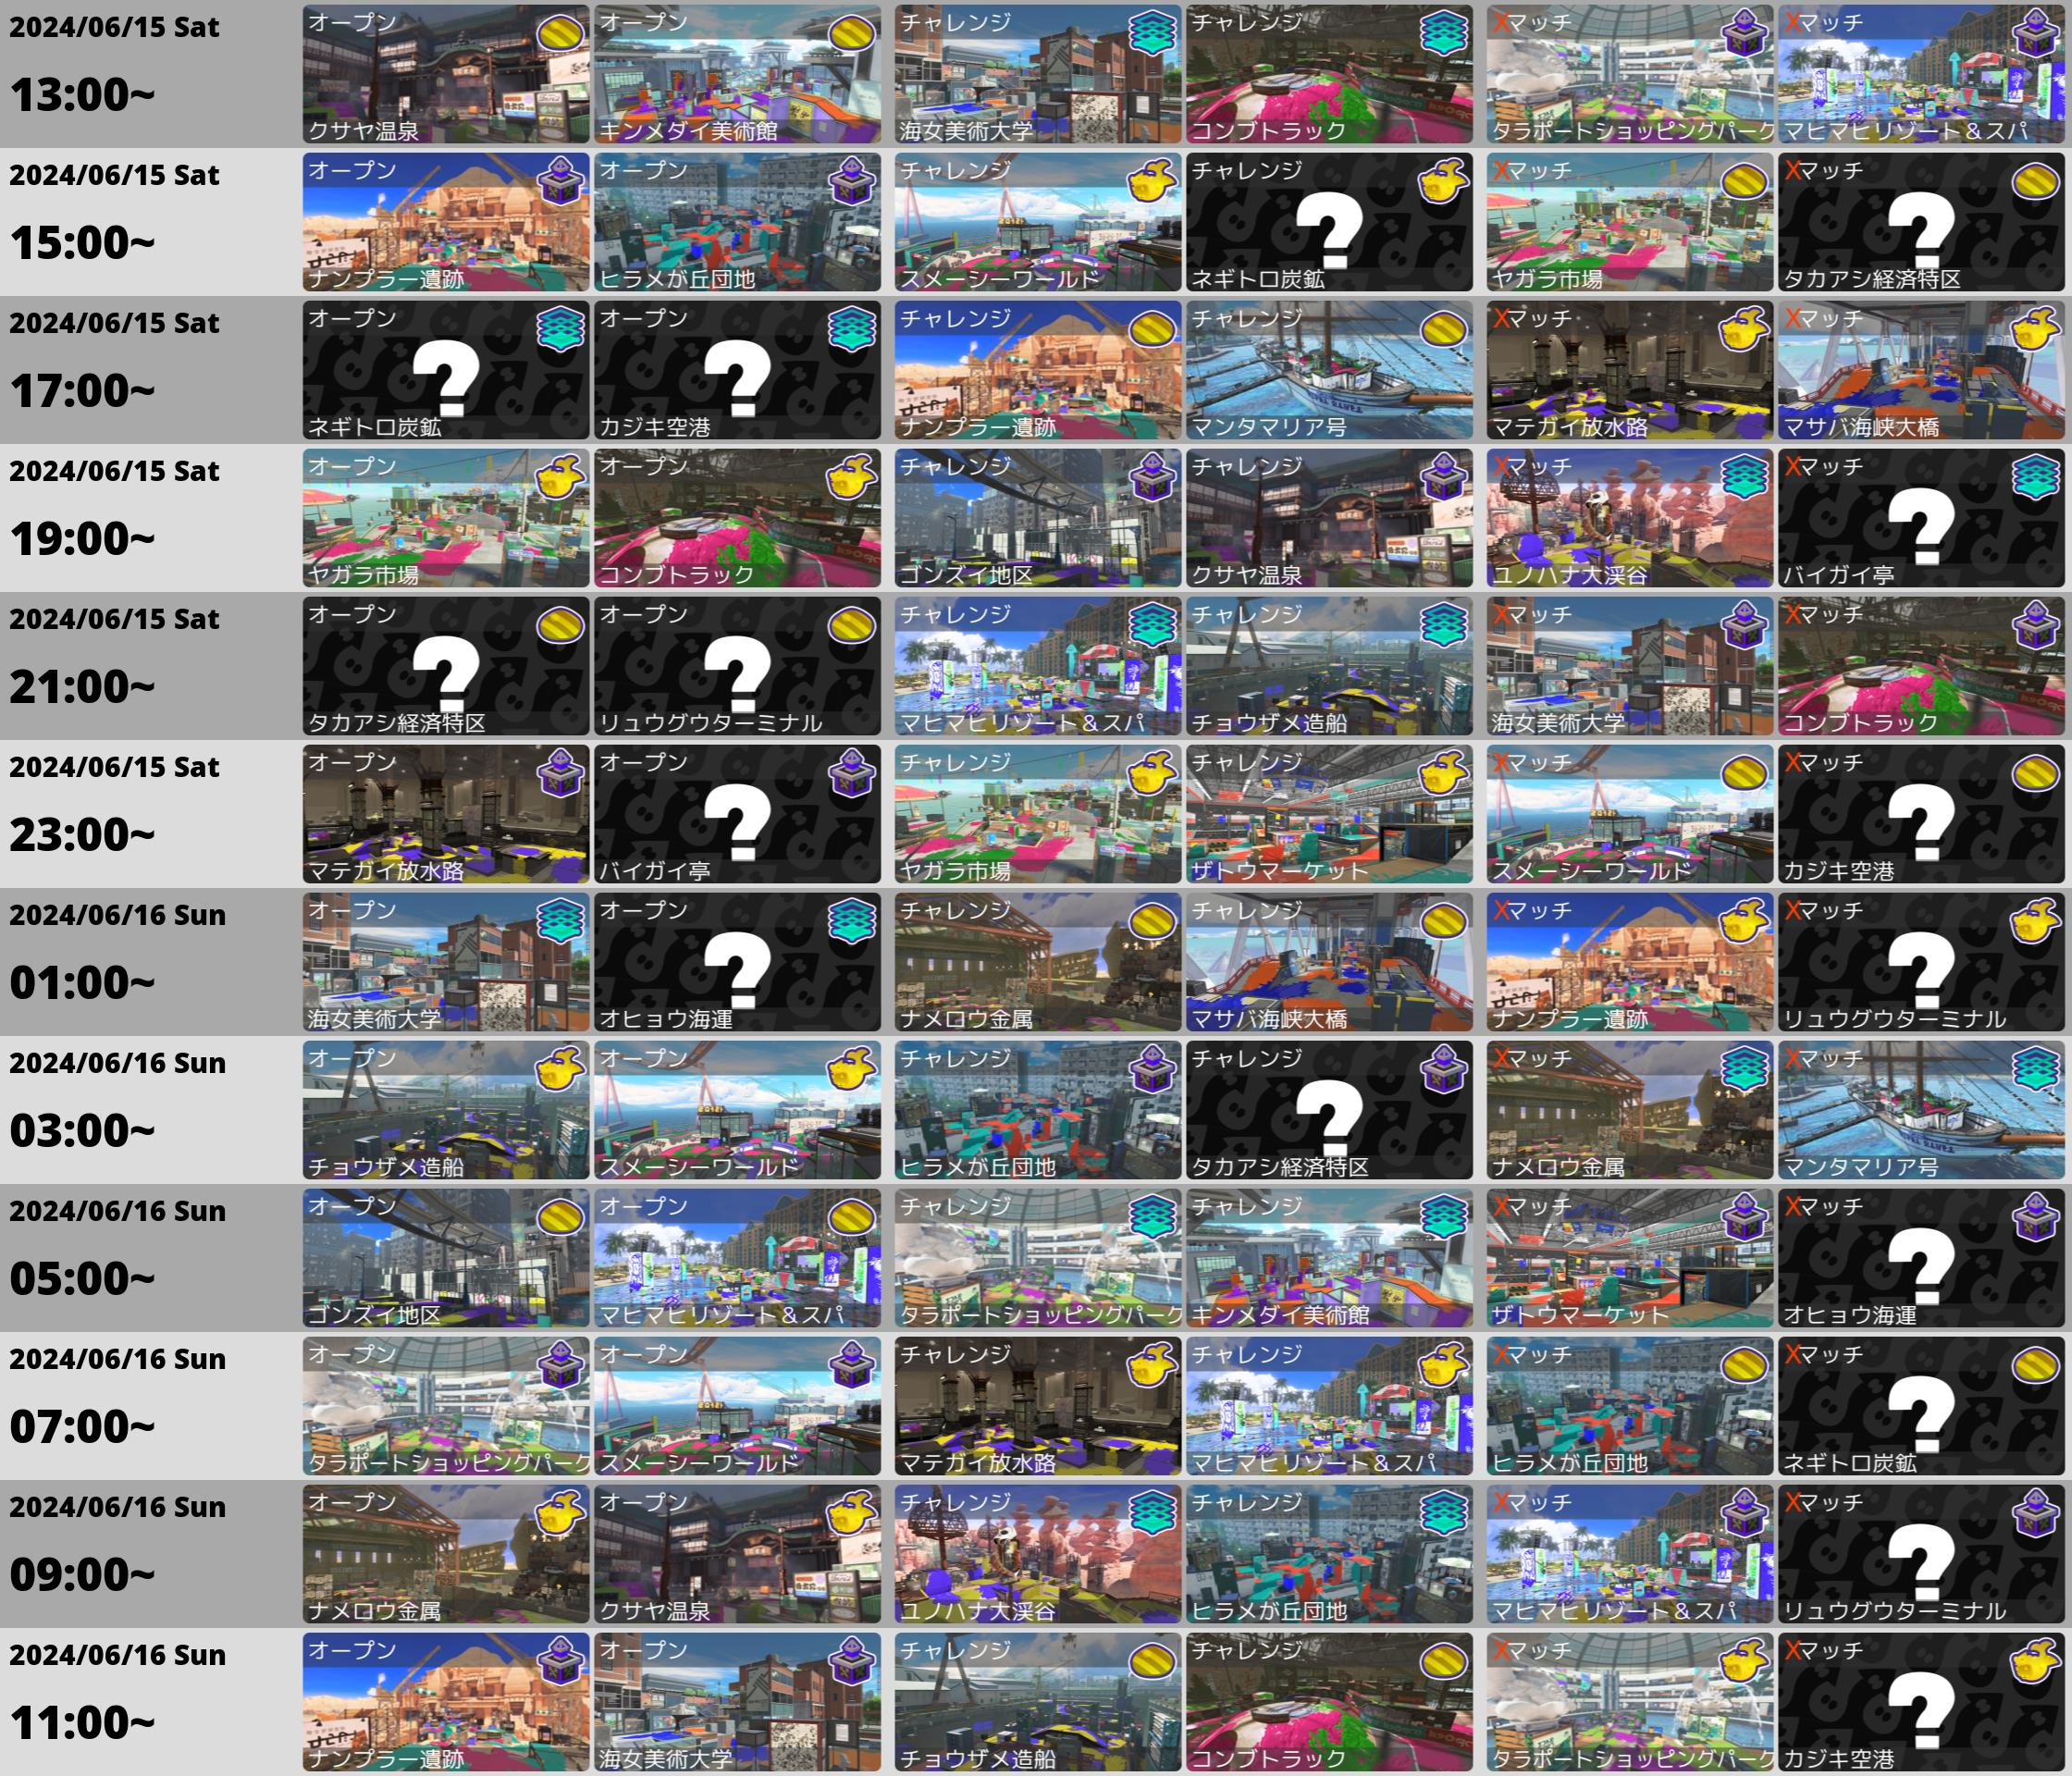 2024/06/15 Sat
13:00~
オープン オープン チャレンジ チャレンジ Xマッチ Xマッチ
クサヤ温泉 キンメダイ美術館 海女美術大学 コンブトラック タラポートショッピングパーク マヒマヒリゾート＆スパ
2024/06/15 Sat
15:00~
オープン オープン チャレンジ チャレンジ Xマッチ Xマッチ
ナンプラー遺跡 ヒラメが丘団地 スメーシーワールド ネギトロ炭鉱 ヤガラ市場 タカアシ経済特区
2024/06/15 Sat
17:00~
オープン オープン チャレンジ チャレンジ Xマッチ Xマッチ
ネギトロ炭鉱 カジキ空港 ナンプラー遺跡 マンタマリア号 マテガイ放水路 マサバ海峡大橋
2024/06/15 Sat
19:00~
オープン オープン チャレンジ チャレンジ Xマッチ Xマッチ
ヤガラ市場 コンブトラック ゴンズイ地区 クサヤ温泉 ユノハナ大渓谷 バイガイ亭
2024/06/15 Sat
21:00~
オープン オープン チャレンジ チャレンジ Xマッチ Xマッチ
タカアシ経済特区 リュウグウターミナル マヒマヒリゾート＆スパ チョウザメ造船 海女美術大学 コンブトラック
2024/06/15 Sat
23:00~
オープン オープン チャレンジ チャレンジ Xマッチ Xマッチ
マテガイ放水路 バイガイ亭 ヤガラ市場 ザトウマーケット スメーシーワールド カジキ空港
2024/06/16 Sun
01:00~
オープン オープン チャレンジ チャレンジ Xマッチ Xマッチ
海女美術大学 オヒョウ海運 ナメロウ金属 マサバ海峡大橋 ナンプラー遺跡 リュウグウターミナル
2024/06/16 Sun
03:00~
オープン オープン チャレンジ チャレンジ Xマッチ Xマッチ
チョウザメ造船 スメーシーワールド ヒラメが丘団地 タカアシ経済特区 ナメロウ金属 マンタマリア号
2024/06/16 Sun
05:00~
オープン オープン チャレンジ チャレンジ Xマッチ Xマッチ
ゴンズイ地区 マヒマヒリゾート＆スパ タラポートショッピングパーク キンメダイ美術館 ザトウマーケット オヒョウ海運
2024/06/16 Sun
07:00~
オープン オープン チャレンジ チャレンジ Xマッチ Xマッチ
タラポートショッピングパーク スメーシーワールド マテガイ放水路 マヒマヒリゾート＆スパ ヒラメが丘団地 ネギトロ炭鉱
2024/06/16 Sun
09:00~
オープン オープン チャレンジ チャレンジ Xマッチ Xマッチ
ナメロウ金属 クサヤ温泉 ユノハナ大渓谷 ヒラメが丘団地 マヒマヒリゾート＆スパ リュウグウターミナル
2024/06/16 Sun
11:00~
オープン オープン チャレンジ チャレンジ Xマッチ Xマッチ
ナンプラー遺跡 海女美術大学 チョウザメ造船 コンブトラック タラポートショッピングパーク カジキ空港